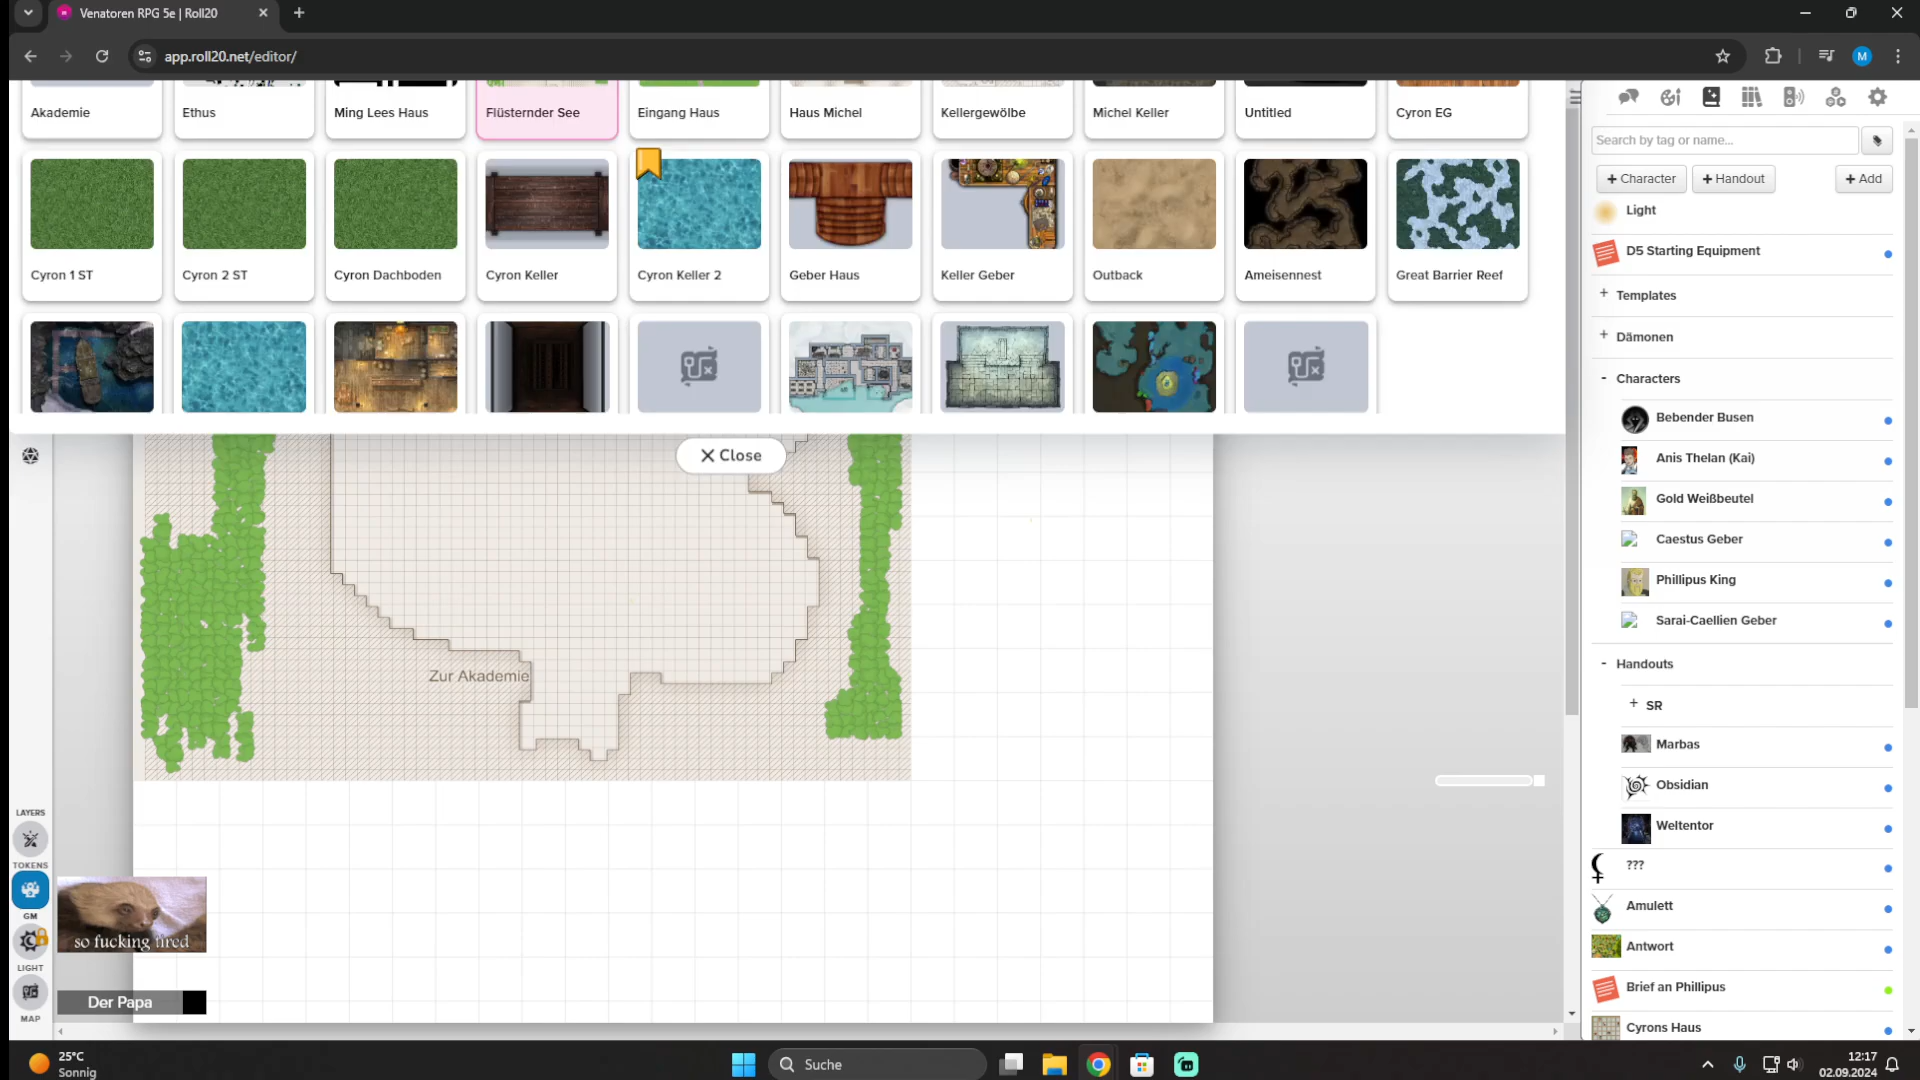 Venatoren RPG 5e | Roll20
app.roll20.net/editor/
M
Akademie
Ethus
Ming Lees Haus
Flüsternder See
Eingang Haus
Haus Michel
Kellergewölbe
Michel Keller
Untitled
Cyron EG
Cyron 1 ST
Cyron 2 ST
Cyron Dachboden
Cyron Keller
Cyron Keller 2
Geber Haus
Keller Geber
Outback
Ameisennest
Great Barrier Reef
Close
Zur Akademie
LAYERS
TOKENS
GM
LIGHT
MAP
so fucking tired
Der Papa
Search by tag or name...
+ Character
+ Handout
+ Add
Light
D5 Starting Equipment
+ Templates
+ Dämonen
- Characters
Bebender Busen
Anis Thelan (Kai)
Gold Weißbeutel
Caestus Geber
Phillipus King
Sarai-Caellien Geber
- Handouts
+ SR
Marbas
Obsidian
Weltentor
???
Amulett
Antwort
Brief an Phillipus
Cyrons Haus
25°C
Sonnig
Suche
12:17
02.09.2024